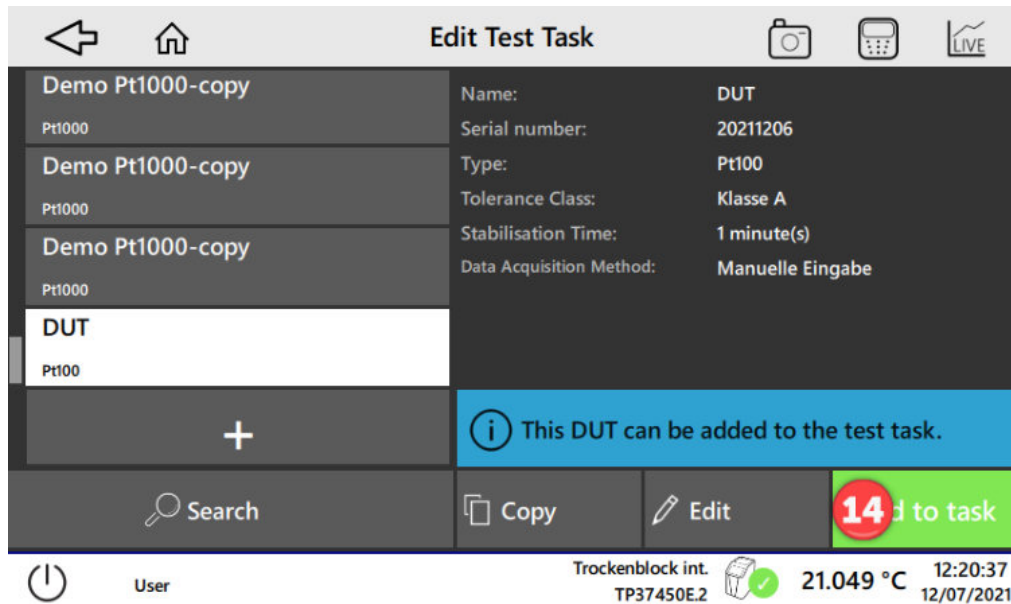 Edit Test Task
LIVE
Demo Pt1000-copy
Pt1000
Demo Pt1000-copy
Pt1000
Demo Pt1000-copy
Pt1000
DUT
Pt100
+
Name: DUT
Serial number: 20211206
Type: Pt100
Tolerance Class: Klasse A
Stabilisation Time: 1 minute(s)
Data Acquisition Method: Manuelle Eingabe
i This DUT can be added to the test task.
Search
Copy
Edit
14 d to task
User
Trockenblock int.
TP37450E.2
21.049 °C
12:20:37
12/07/2021